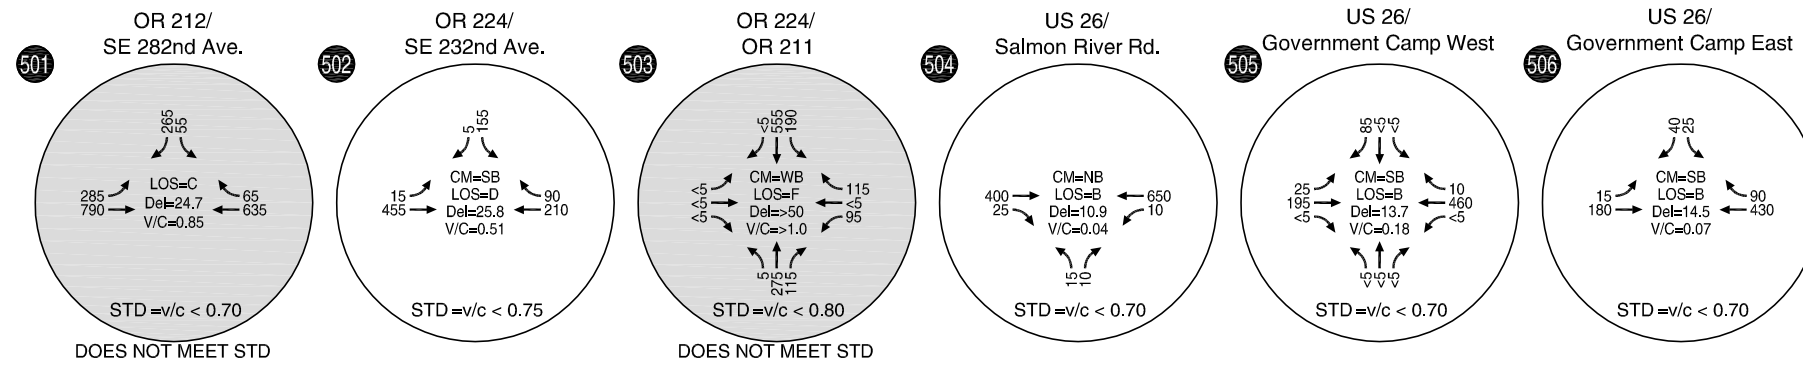 501
OR 212/
SE 282nd Ave.
265
55
285
790
LOS=C
Del=24.7
V/C=0.85
65
635
STD =v/c < 0.70
DOES NOT MEET STD
502
OR 224/
SE 232nd Ave.
5
155
15
455
CM=SB
LOS=D
Del=25.8
V/C=0.51
90
210
STD =v/c < 0.75
503
OR 224/
OR 211
<5
555
190
<5
<5
<5
CM=WB
LOS=F
Del=>50
V/C=>1.0
115
<5
95
5
275
115
STD =v/c < 0.80
DOES NOT MEET STD
504
US 26/
Salmon River Rd.
400
25
CM=NB
LOS=B
Del=10.9
V/C=0.04
650
10
15
10
STD =v/c < 0.70
505
US 26/
Government Camp West
85
<5
<5
25
195
<5
CM=SB
LOS=B
Del=13.7
V/C=0.18
10
460
<5
<5
<5
<5
STD =v/c < 0.70
506
US 26/
Government Camp East
40
25
15
180
CM=SB
LOS=B
Del=14.5
V/C=0.07
90
430
STD =v/c < 0.70